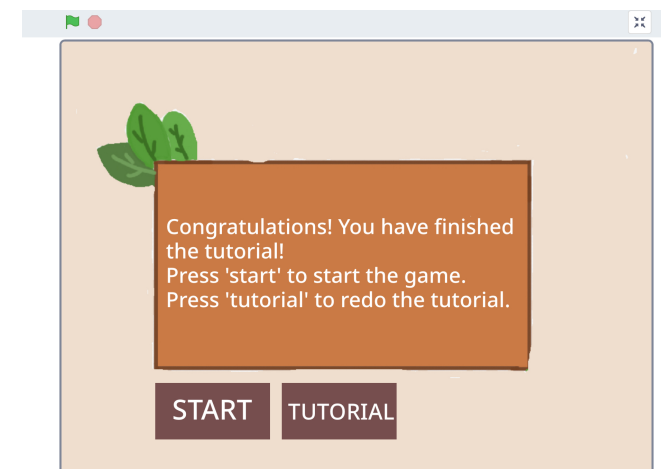 Congratulations! You have finished
the tutorial!
Press 'start' to start the game.
Press 'tutorial' to redo the tutorial.
START
TUTORIAL